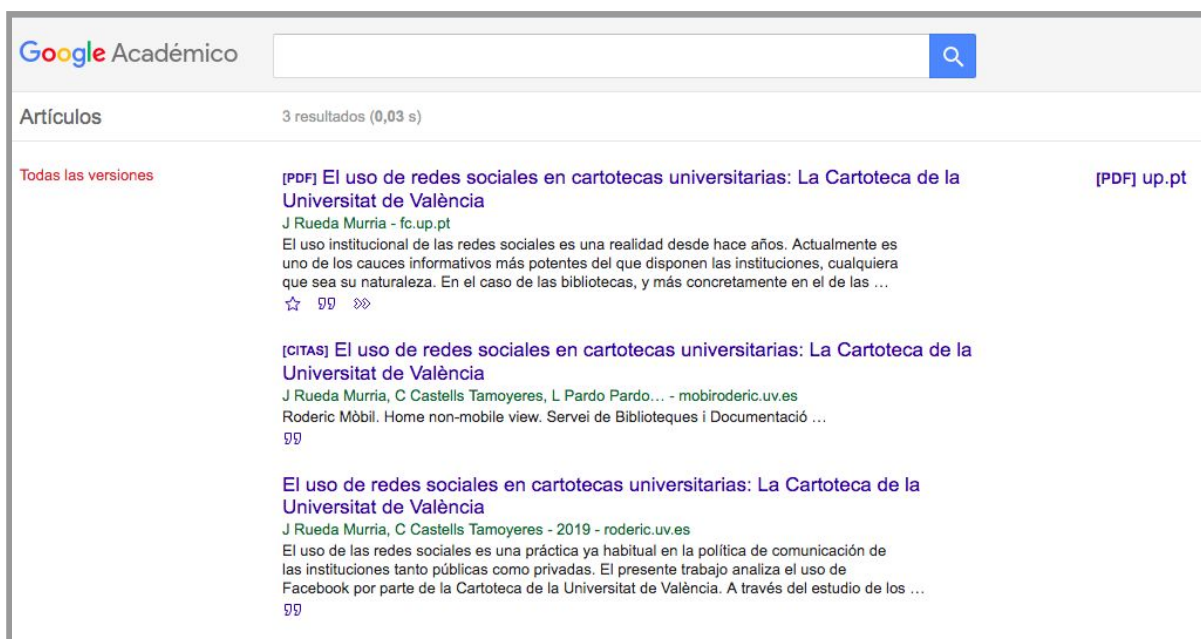 Google Académico
Artículos
3 resultados (0,03 s)
Todas las versiones
[PDF] El uso de redes sociales en cartotecas universitarias: La Cartoteca de la
Universitat de València
[PDF] up.pt
J Rueda Murria - fc.up.pt
El uso institucional de las redes sociales es una realidad desde hace años. Actualmente es
uno de los cauces informativos más potentes del que disponen las instituciones, cualquiera
que sea su naturaleza. En el caso de las bibliotecas, y más concretamente en el de las …
[CITAS] El uso de redes sociales en cartotecas universitarias: La Cartoteca de la
Universitat de València
J Rueda Murria, C Castells Tamoyeres, L Pardo Pardo… - mobiroderic.uv.es
Roderic Mòbil. Home non-mobile view. Servei de Biblioteques i Documentació …
El uso de redes sociales en cartotecas universitarias: La Cartoteca de la
Universitat de València
J Rueda Murria, C Castells Tamoyeres - 2019 - roderic.uv.es
El uso de las redes sociales es una práctica ya habitual en la política de comunicación de
las instituciones tanto públicas como privadas. El presente trabajo analiza el uso de
Facebook por parte de la Cartoteca de la Universitat de València. A través del estudio de los …